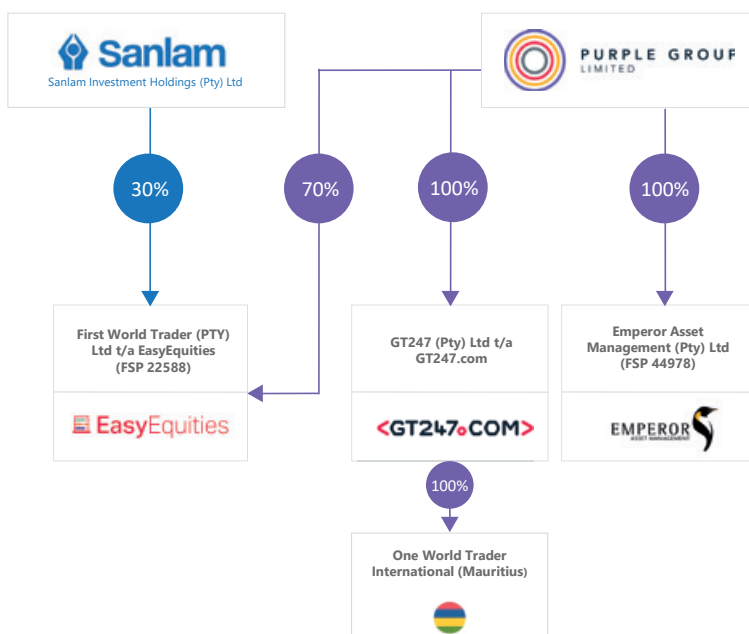 Sanlam
Sanlam Investment Holdings (Pty) Ltd
PURPLE GROUP
LIMITED
30%
70%
100%
100%
First World Trader (PTY)
Ltd t/a EasyEquities
(FSP 22588)
EasyEquities
GT247 (Pty) Ltd t/a
GT247.com
<GT247.COM>
Emperor Asset
Management (Pty) Ltd
(FSP 44978)
EMPEROR
ASSET MANAGEMENT
100%
One World Trader
International (Mauritius)